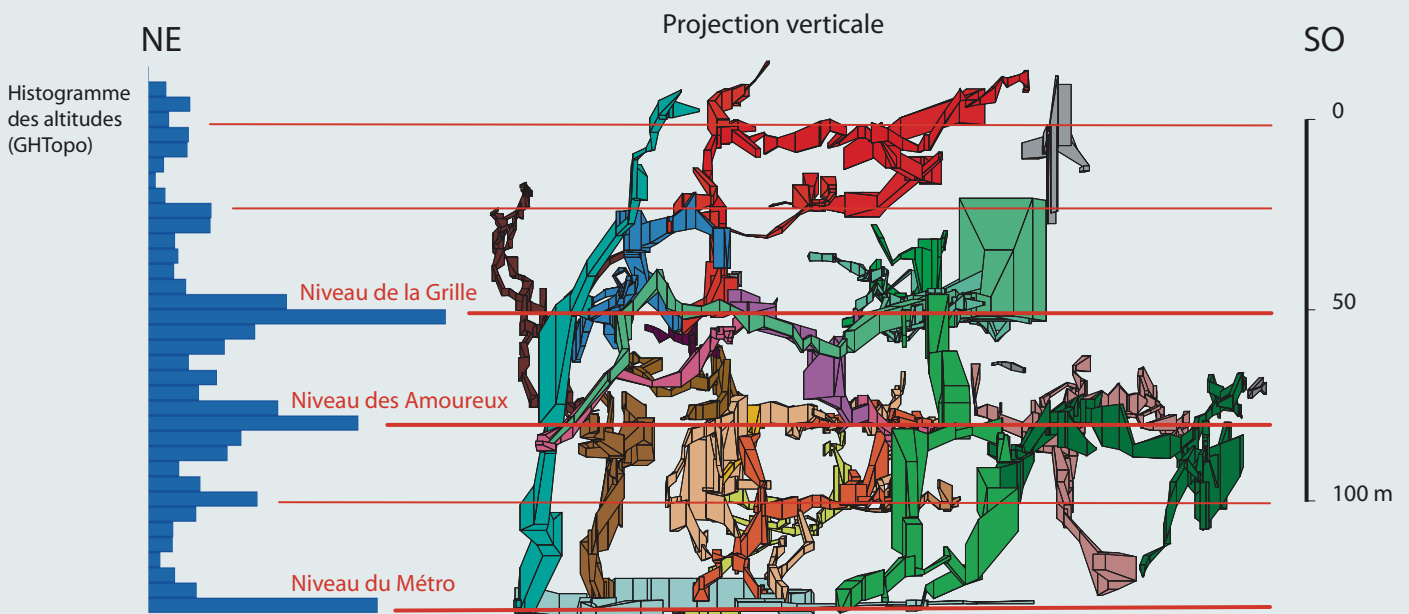 Projection verticale
NE
SO
Histogramme
des altitudes
(GHTopo)
0
Niveau de la Grille
50
Niveau des Amoureux
100 m
Niveau du Métro